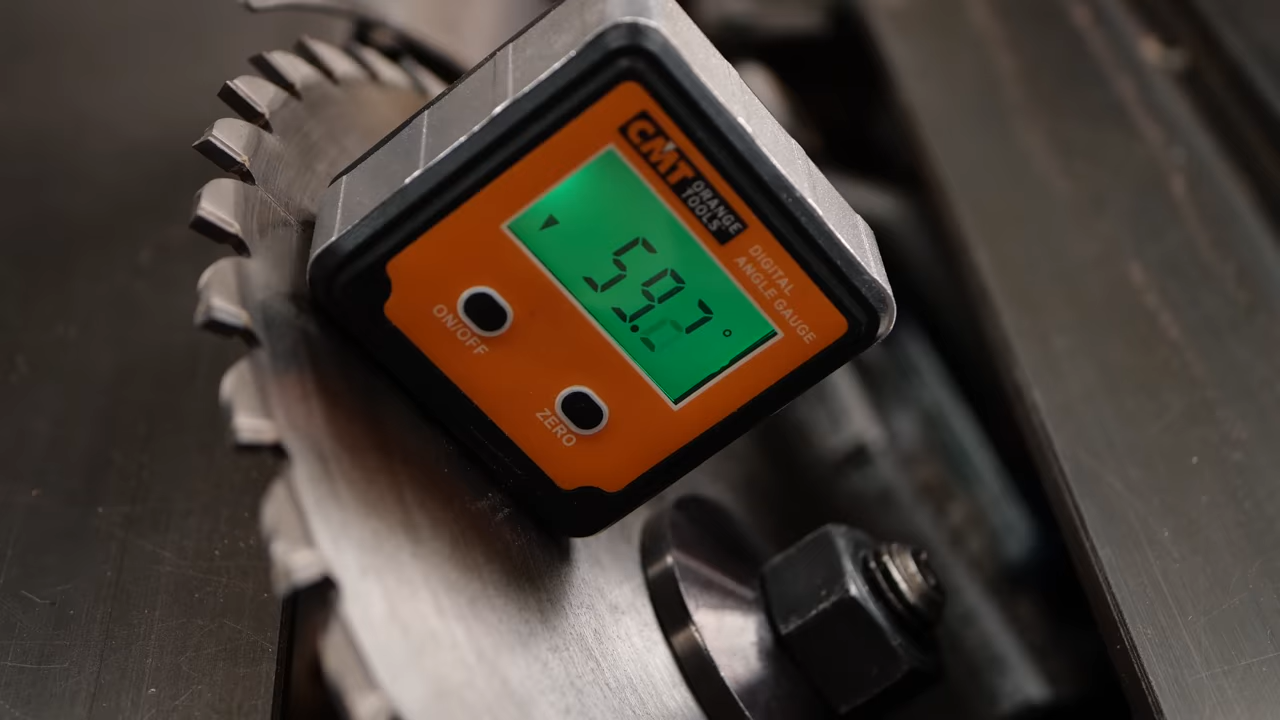 CMT
ORANGE
TOOLS
DIGITAL
ANGLE GAUGE
59.7°
ON/OFF
ZERO